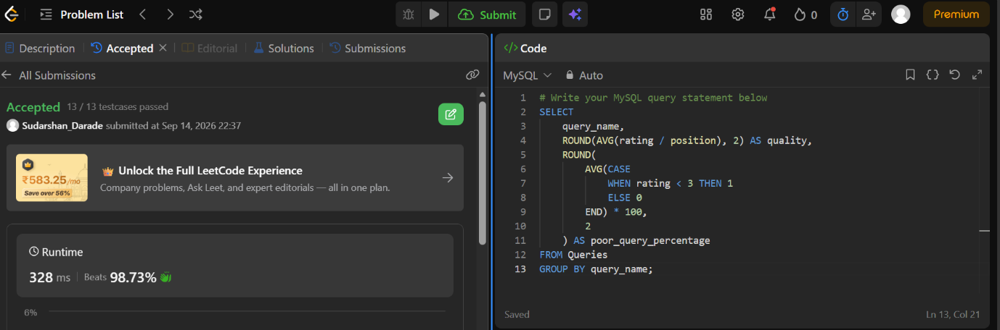 Problem List
Submit
0
Premium
Description
Accepted
Editorial
Solutions
Submissions
All Submissions
Accepted 13 / 13 testcases passed
Sudarshan_Darade submitted at Sep 14, 2026 22:37
₹583.25/mo
Save over 56%
Unlock the Full LeetCode Experience
Company problems, Ask Leet, and expert editorials — all in one plan.
Runtime
328 ms | Beats 98.73%
6%
</> Code
MySQL
Auto
1 # Write your MySQL query statement below
2 SELECT
3     query_name,
4     ROUND(AVG(rating / position), 2) AS quality,
5     ROUND(
6         AVG(CASE
7             WHEN rating < 3 THEN 1
8             ELSE 0
9         END) * 100,
10         2
11     ) AS poor_query_percentage
12 FROM Queries
13 GROUP BY query_name;
Saved
Ln 13, Col 21